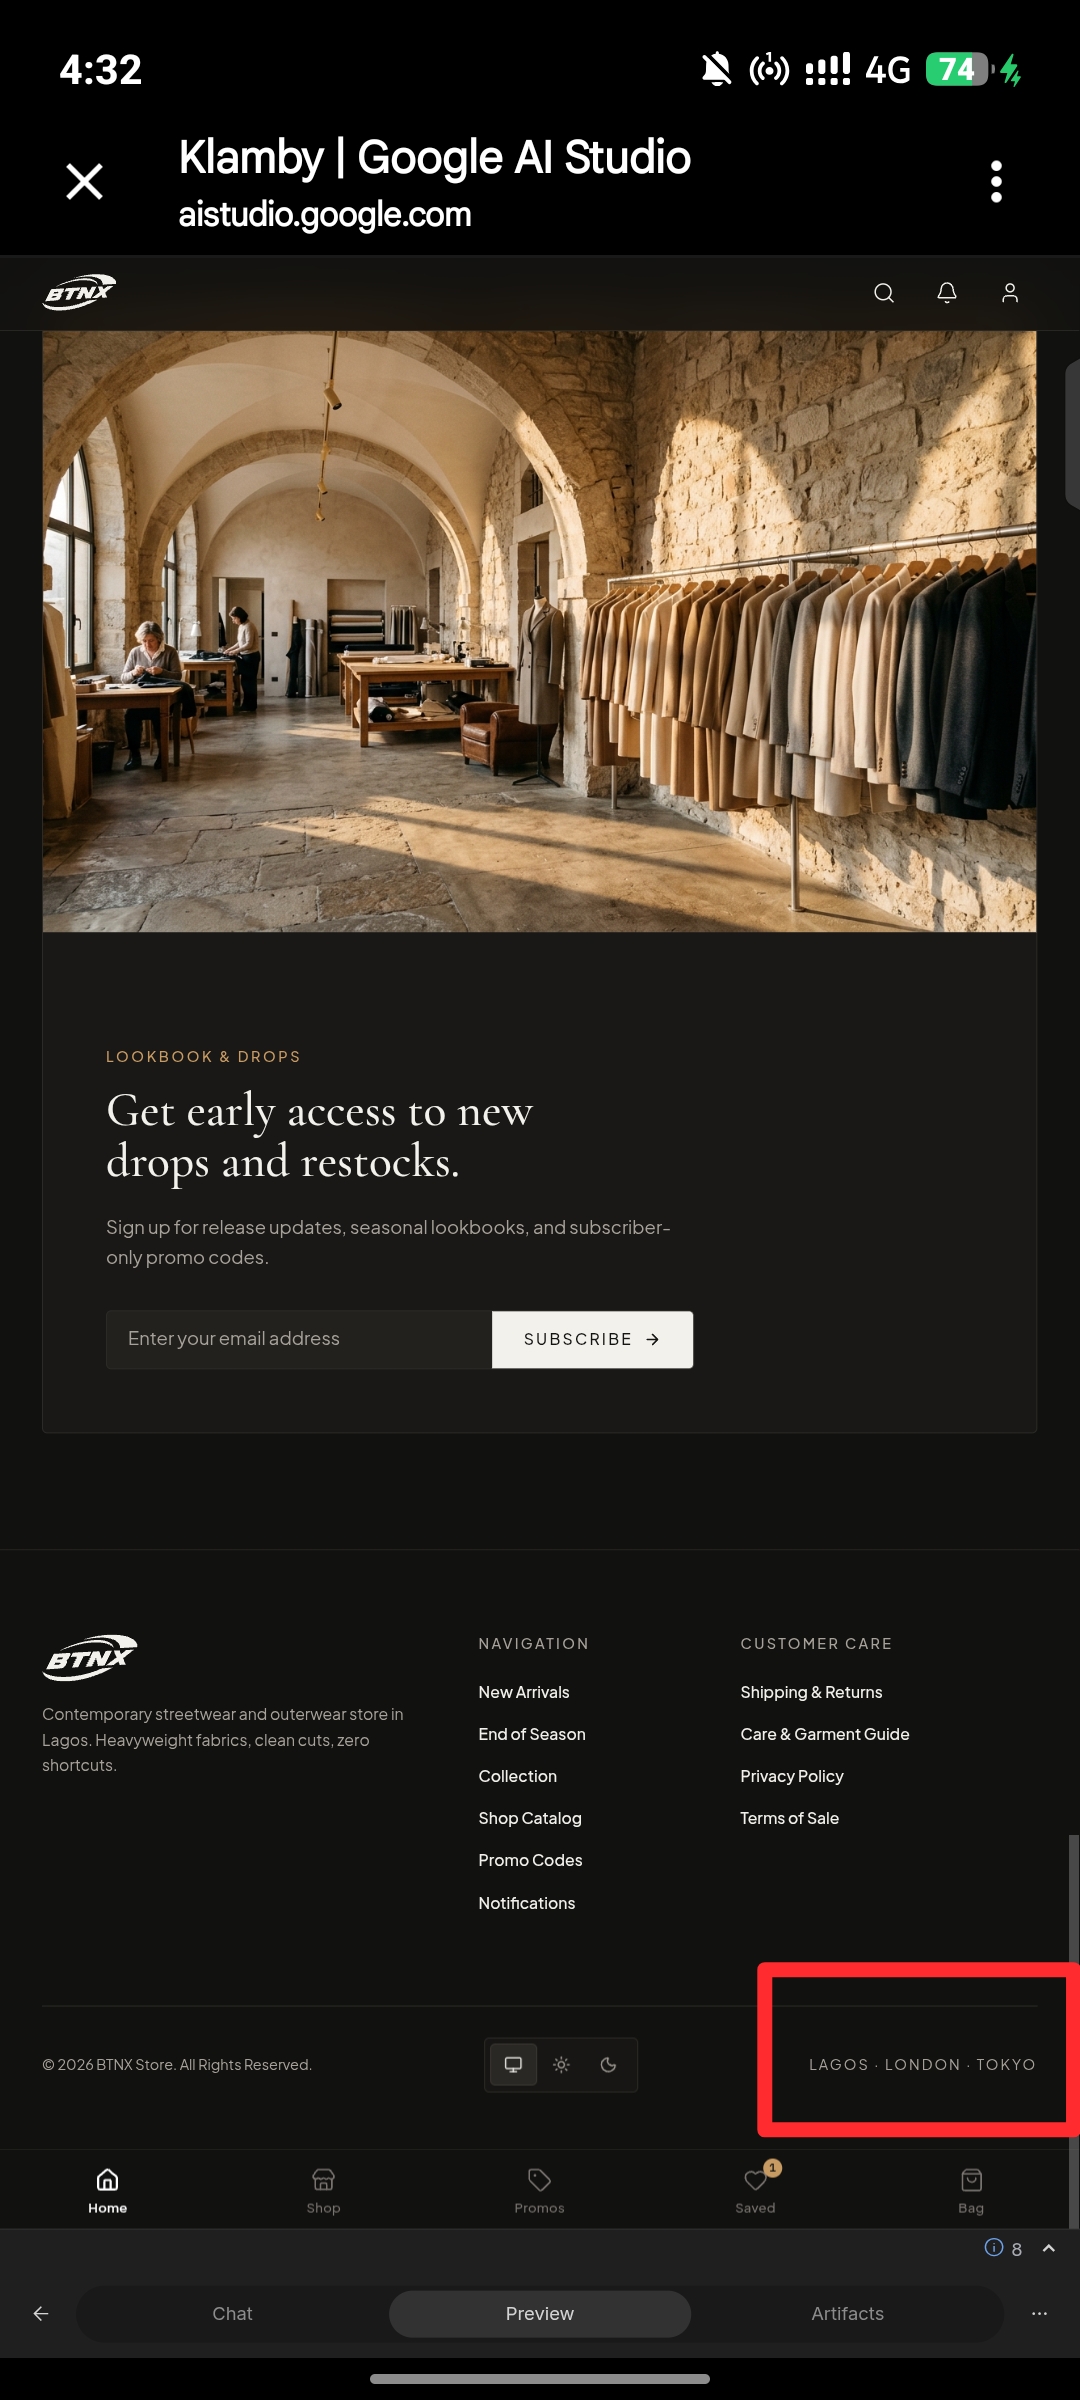 4:32
4G
74
Klamby | Google AI Studio
aistudio.google.com
BTNX
LOOKBOOK & DROPS
Get early access to new
drops and restocks.
Sign up for release updates, seasonal lookbooks, and subscriber-
only promo codes.
Enter your email address
SUBSCRIBE →
BTNX
Contemporary streetwear and outerwear store in
Lagos. Heavyweight fabrics, clean cuts, zero
shortcuts.
NAVIGATION
New Arrivals
End of Season
Collection
Shop Catalog
Promo Codes
Notifications
CUSTOMER CARE
Shipping & Returns
Care & Garment Guide
Privacy Policy
Terms of Sale
© 2026 BTNX Store. All Rights Reserved.
LAGOS · LONDON · TOKYO
Home
Shop
Promos
1
Saved
Bag
8
Chat
Preview
Artifacts